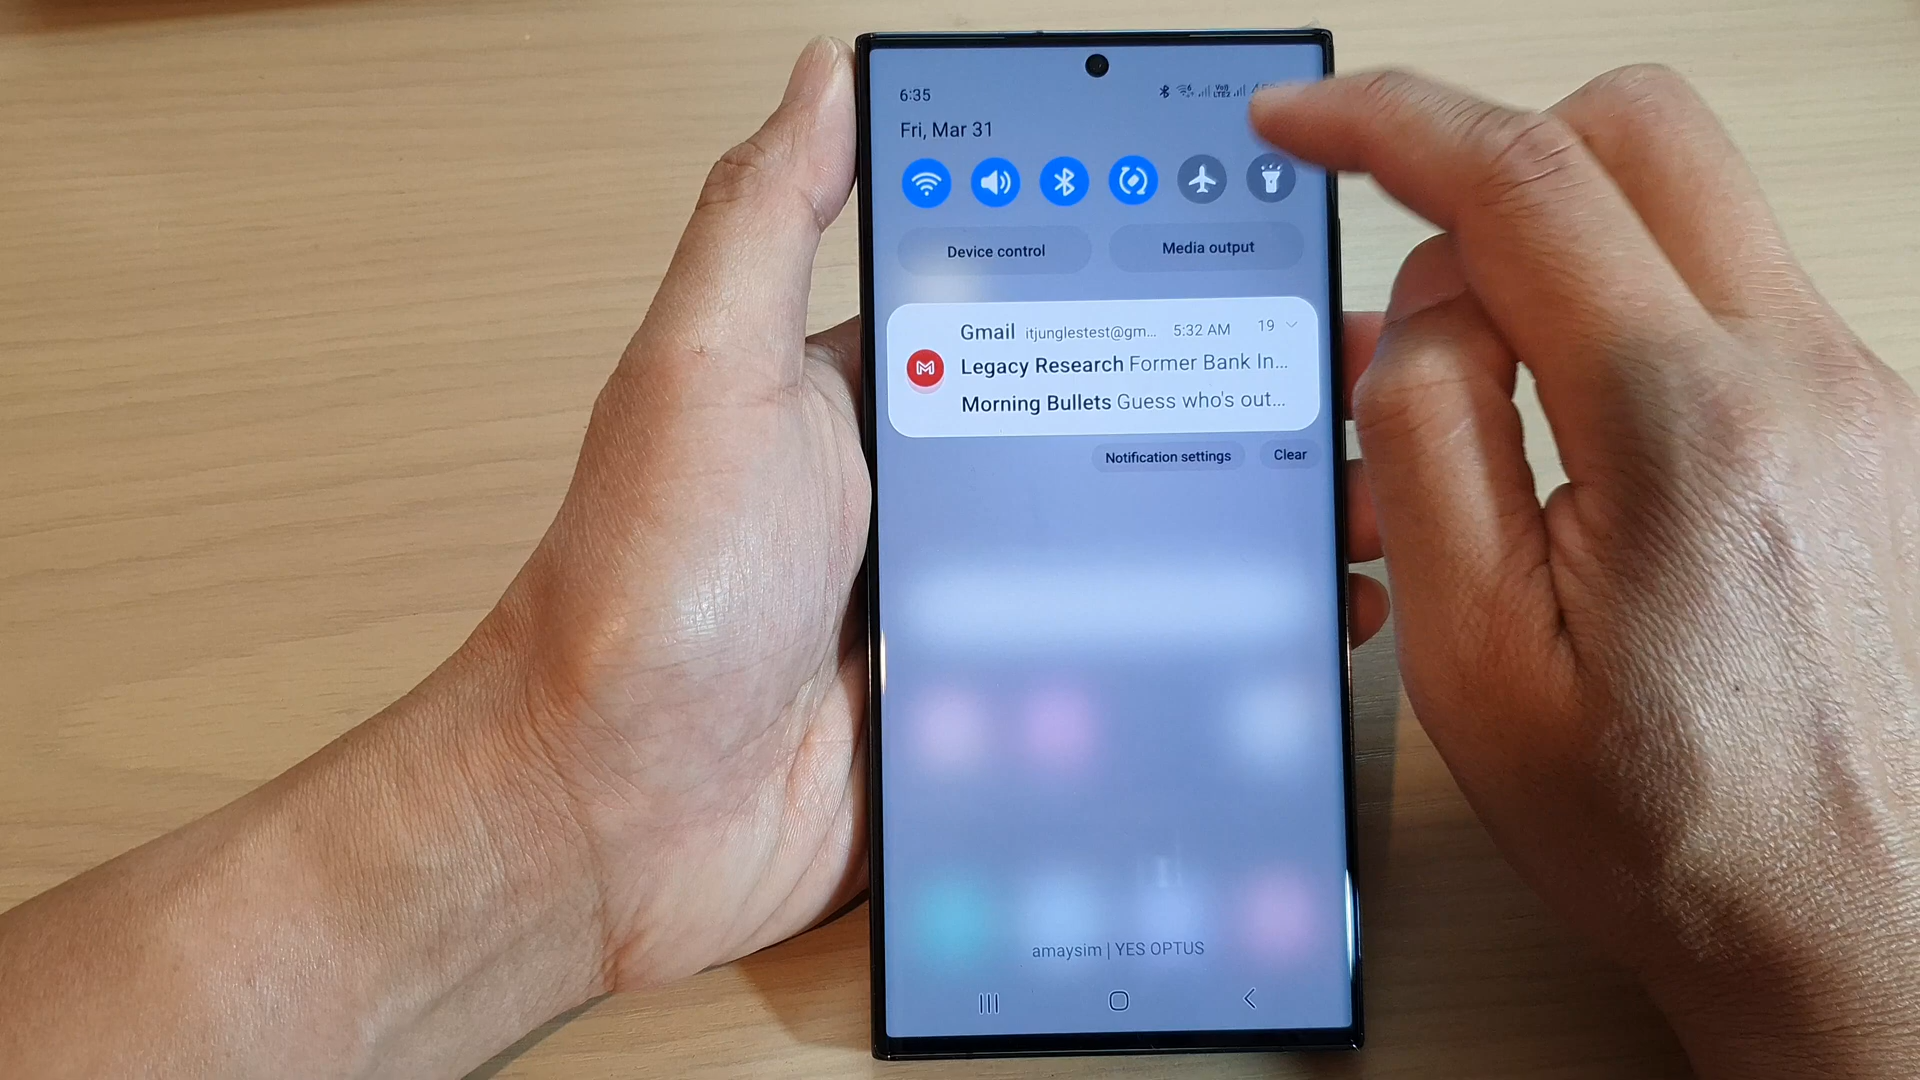 6:35
Fri, Mar 31
Device control
Media output
Gmail itjunglestest@gm... 5:32 AM 19
Legacy Research Former Bank In...
Morning Bullets Guess who's out...
Notification settings
Clear
amaysim | YES OPTUS